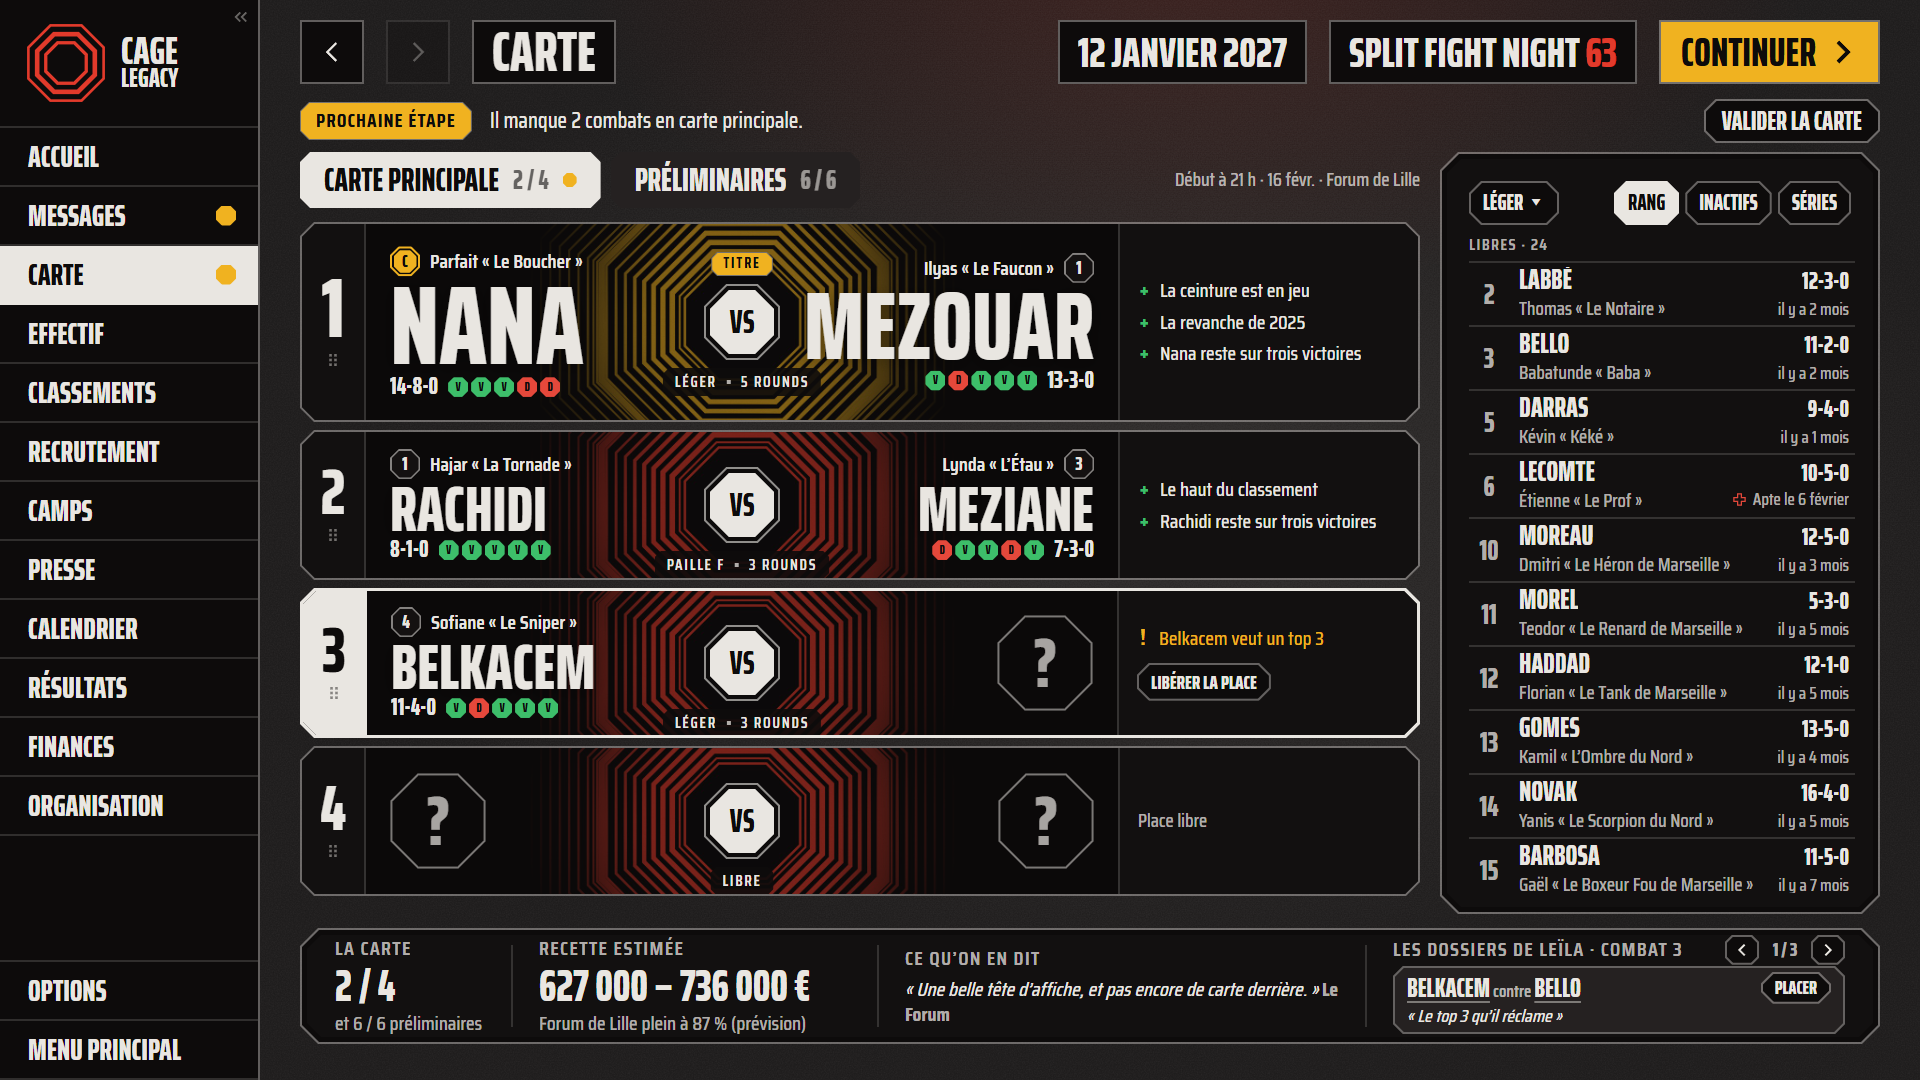 CAGE
LEGACY
ACCUEIL
MESSAGES
CARTE
EFFECTIF
CLASSEMENTS
RECRUTEMENT
CAMPS
PRESSE
CALENDRIER
RÉSULTATS
FINANCES
ORGANISATION
OPTIONS
MENU PRINCIPAL
CARTE
12 JANVIER 2027
SPLIT FIGHT NIGHT 63
CONTINUER
PROCHAINE ÉTAPE
Il manque 2 combats en carte principale.
VALIDER LA CARTE
CARTE PRINCIPALE 2/4
PRÉLIMINAIRES 6/6
Début à 21 h · 16 févr. · Forum de Lille
1
C Parfait « Le Boucher »
NANA
14-8-0 V V V D D
TITRE
VS
LÉGER · 5 ROUNDS
Ilyas « Le Faucon » 1
MEZOUAR
V D V V V 13-3-0
+ La ceinture est en jeu
+ La revanche de 2025
+ Nana reste sur trois victoires
2
1 Hajar « La Tornade »
RACHIDI
8-1-0 V V V V V
VS
PAILLE F · 3 ROUNDS
Lynda « L’Étau » 3
MEZIANE
D V V D V 7-3-0
+ Le haut du classement
+ Rachidi reste sur trois victoires
3
4 Sofiane « Le Sniper »
BELKACEM
11-4-0 V D V V V
VS
LÉGER · 3 ROUNDS
?
! Belkacem veut un top 3
LIBÉRER LA PLACE
4
?
VS
LIBRE
?
Place libre
LÉGER
RANG
INACTIFS
SÉRIES
LIBRES · 24
2 LABBÉ 12-3-0
Thomas « Le Notaire » il y a 2 mois
3 BELLO 11-2-0
Babatunde « Baba » il y a 2 mois
5 DARRAS 9-4-0
Kévin « Kéké » il y a 1 mois
6 LECOMTE 10-5-0
Étienne « Le Prof » Apte le 6 février
10 MOREAU 12-5-0
Dmitri « Le Héron de Marseille » il y a 3 mois
11 MOREL 5-3-0
Teodor « Le Renard de Marseille » il y a 5 mois
12 HADDAD 12-1-0
Florian « Le Tank de Marseille » il y a 5 mois
13 GOMES 13-5-0
Kamil « L’Ombre du Nord » il y a 4 mois
14 NOVAK 16-4-0
Yanis « Le Scorpion du Nord » il y a 5 mois
15 BARBOSA 11-5-0
Gaël « Le Boxeur Fou de Marseille » il y a 7 mois
LA CARTE
2 / 4
et 6 / 6 préliminaires
RECETTE ESTIMÉE
627 000 – 736 000 €
Forum de Lille plein à 87 % (prévision)
CE QU’ON EN DIT
« Une belle tête d’affiche, et pas encore de carte derrière. » Le
Forum
LES DOSSIERS DE LEÏLA · COMBAT 3
1/3
BELKACEM contre BELLO
« Le top 3 qu’il réclame »
PLACER